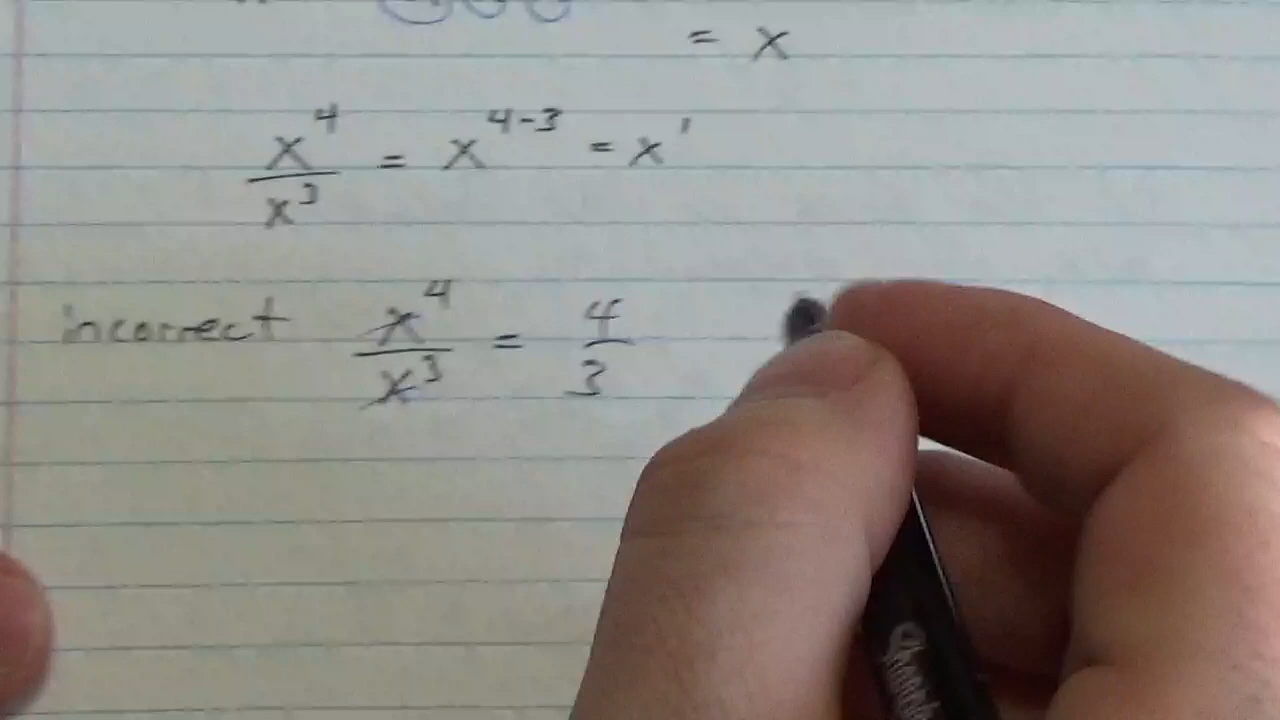 = x
x⁴/x³ = x⁴⁻³ = x¹
incorrect x⁴/x³ = 4/3